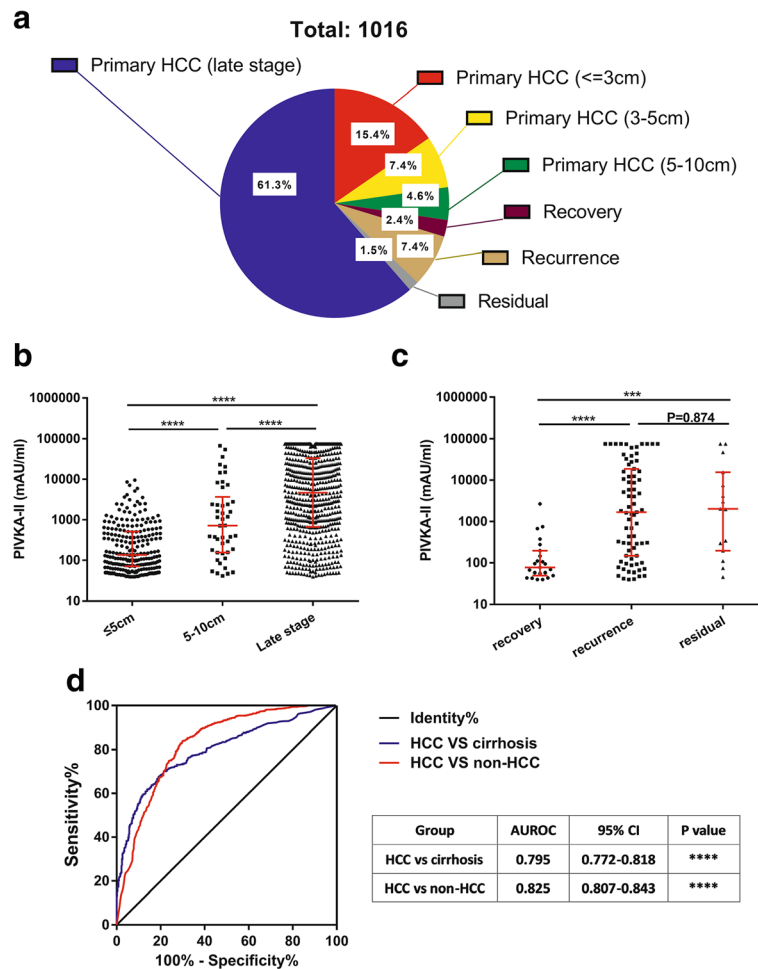 a
Total: 1016
Primary HCC (late stage)
Primary HCC (<=3cm)
Primary HCC (3-5cm)
Primary HCC (5-10cm)
Recovery
Recurrence
Residual
15.4%
7.4%
4.6%
2.4%
7.4%
1.5%
61.3%
b
PIVKA-II (mAU/ml)
1000000
100000
10000
1000
100
10
****
****
****
≤5cm
5-10cm
Late stage
c
PIVKA-II (mAU/ml)
1000000
100000
10000
1000
100
10
***
****
P=0.874
recovery
recurrence
residual
d
Sensitivity%
100
80
60
40
20
0
0 20 40 60 80 100
100% - Specificity%
Identity%
HCC VS cirrhosis
HCC VS non-HCC
Group AUROC 95% CI P value
HCC vs cirrhosis 0.795 0.772-0.818 ****
HCC vs non-HCC 0.825 0.807-0.843 ****